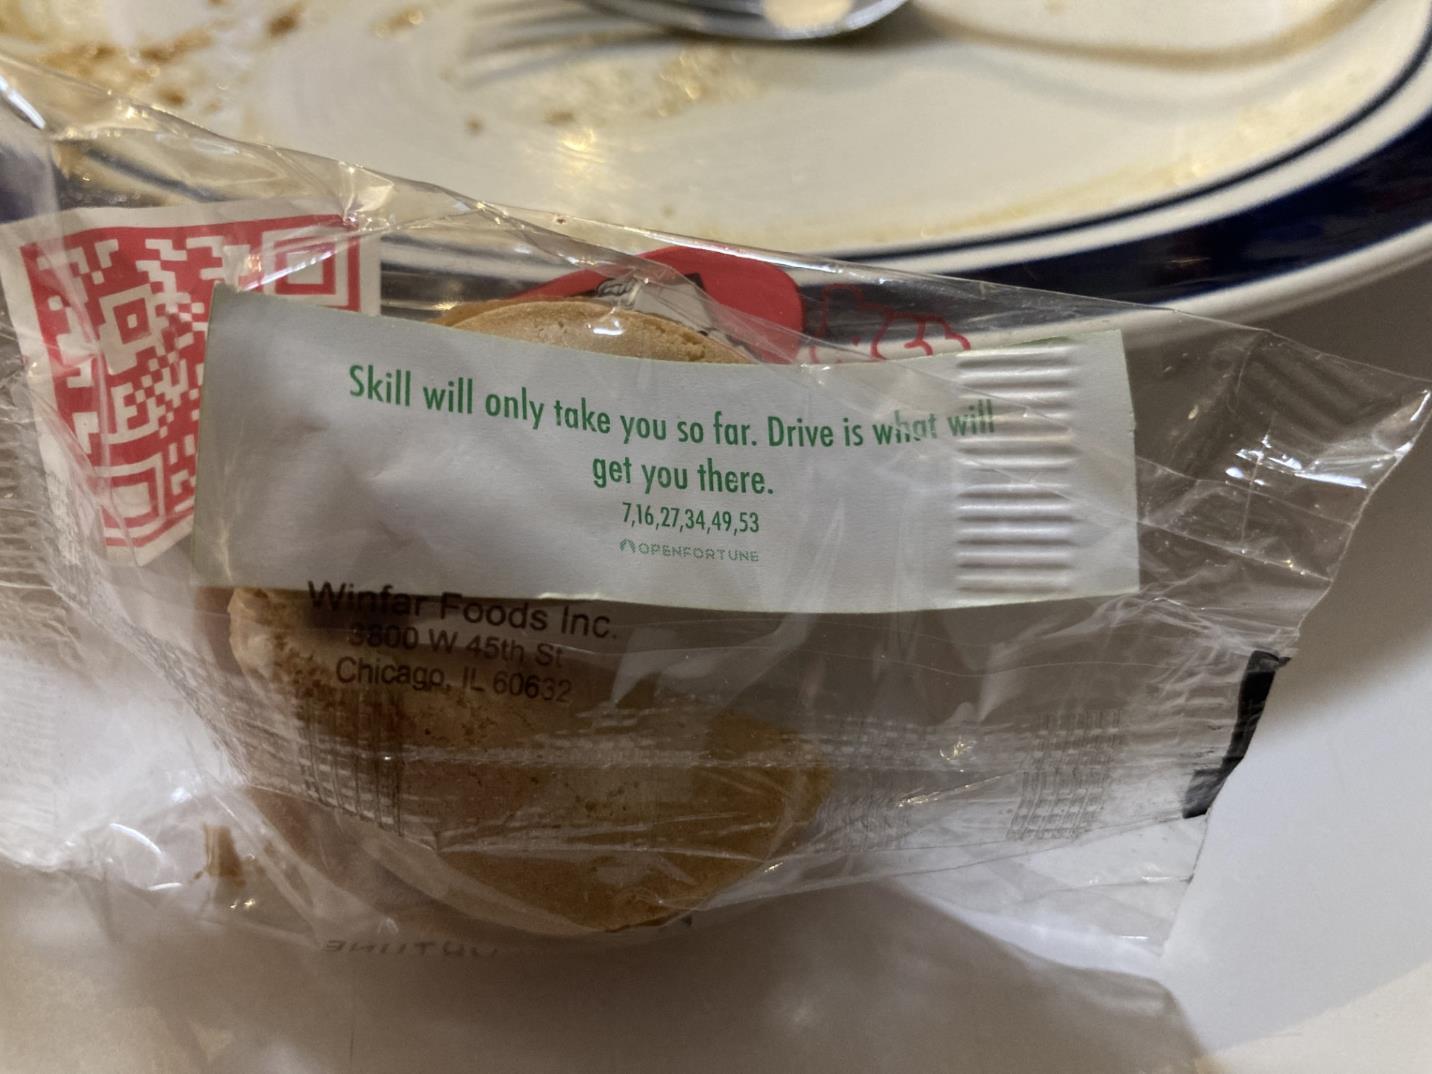 Skill will only take you so far. Drive is what will
get you there.
7,16,27,34,49,53
OPENFORTUNE
Winfar Foods Inc.
3800 W 45th St
Chicago, IL 60632